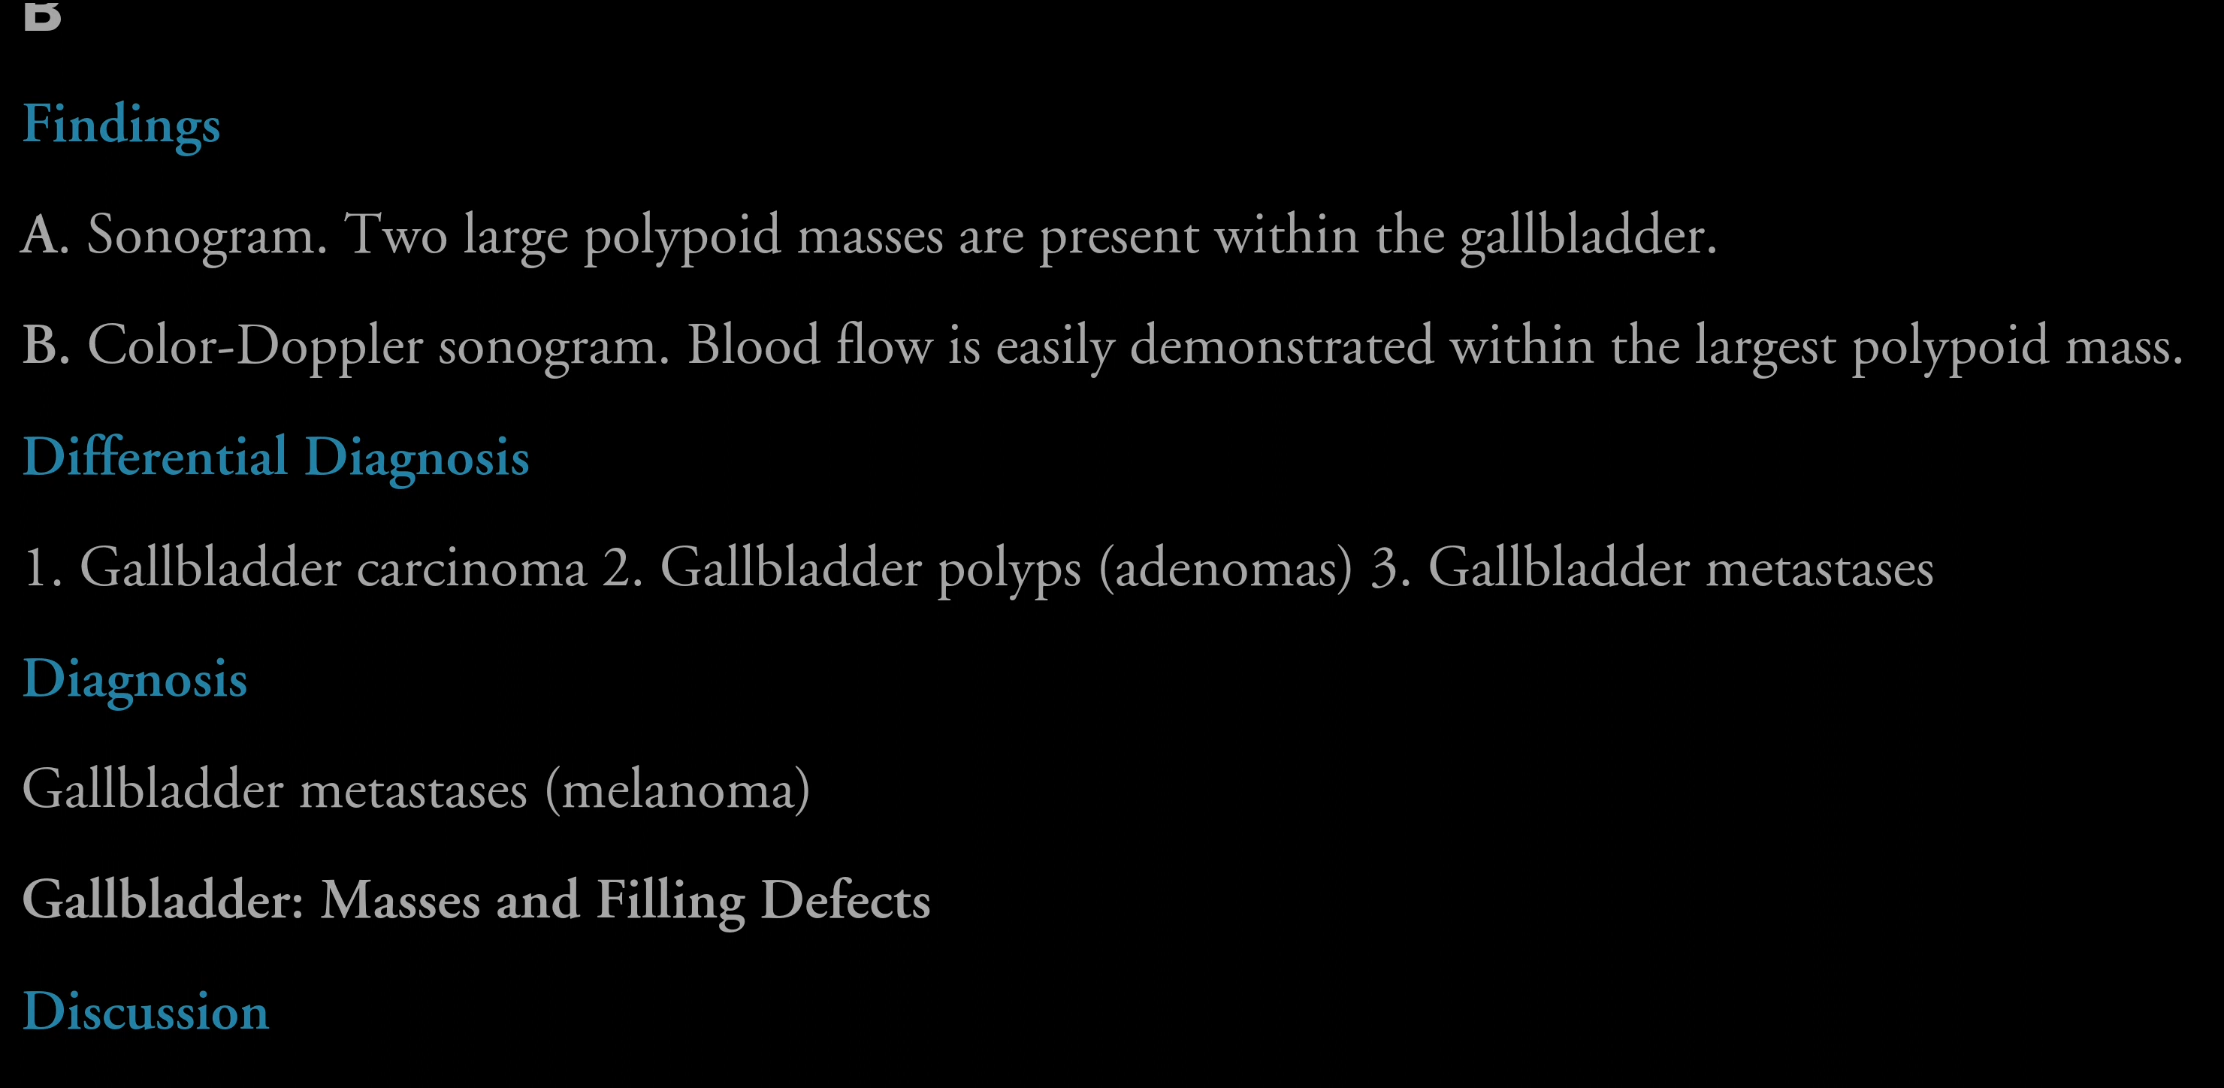 B
Findings
A. Sonogram. Two large polypoid masses are present within the gallbladder.
B. Color-Doppler sonogram. Blood flow is easily demonstrated within the largest polypoid mass.
Differential Diagnosis
1. Gallbladder carcinoma 2. Gallbladder polyps (adenomas) 3. Gallbladder metastases
Diagnosis
Gallbladder metastases (melanoma)
Gallbladder: Masses and Filling Defects
Discussion